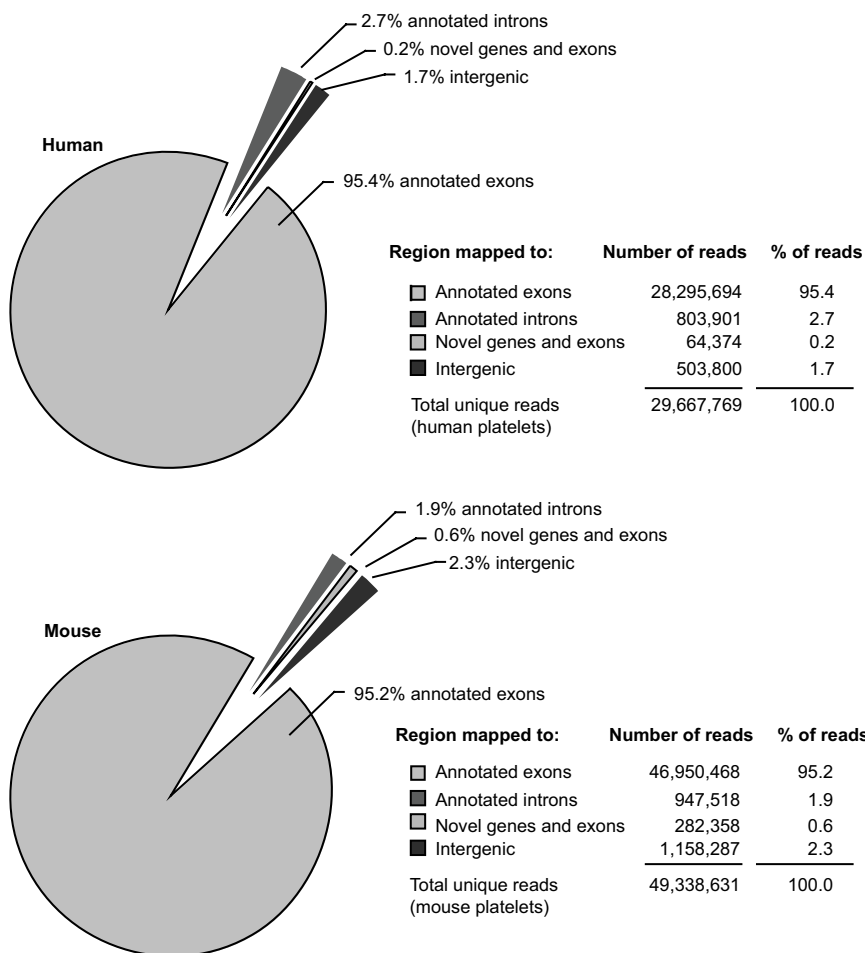 2.7% annotated introns
0.2% novel genes and exons
1.7% intergenic
Human
95.4% annotated exons
Region mapped to: Number of reads % of reads
Annotated exons 28,295,694 95.4
Annotated introns 803,901 2.7
Novel genes and exons 64,374 0.2
Intergenic 503,800 1.7
Total unique reads 29,667,769 100.0
(human platelets)
1.9% annotated introns
0.6% novel genes and exons
2.3% intergenic
Mouse
95.2% annotated exons
Region mapped to: Number of reads % of reads
Annotated exons 46,950,468 95.2
Annotated introns 947,518 1.9
Novel genes and exons 282,358 0.6
Intergenic 1,158,287 2.3
Total unique reads 49,338,631 100.0
(mouse platelets)